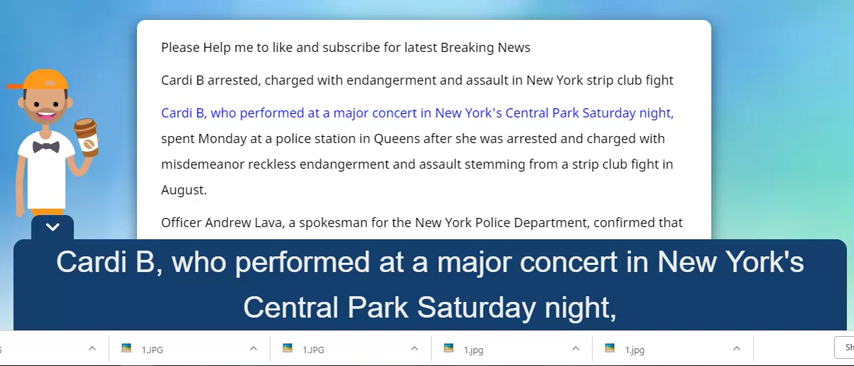 Please Help me to like and subscribe for latest Breaking News
Cardi B arrested, charged with endangerment and assault in New York strip club fight
Cardi B, who performed at a major concert in New York's Central Park Saturday night,
spent Monday at a police station in Queens after she was arrested and charged with
misdemeanor reckless endangerment and assault stemming from a strip club fight in
August.
Officer Andrew Lava, a spokesman for the New York Police Department, confirmed that
Cardi B, who performed at a major concert in New York's
Central Park Saturday night,
1.JPG
1.JPG
1.jpg
1.jpg